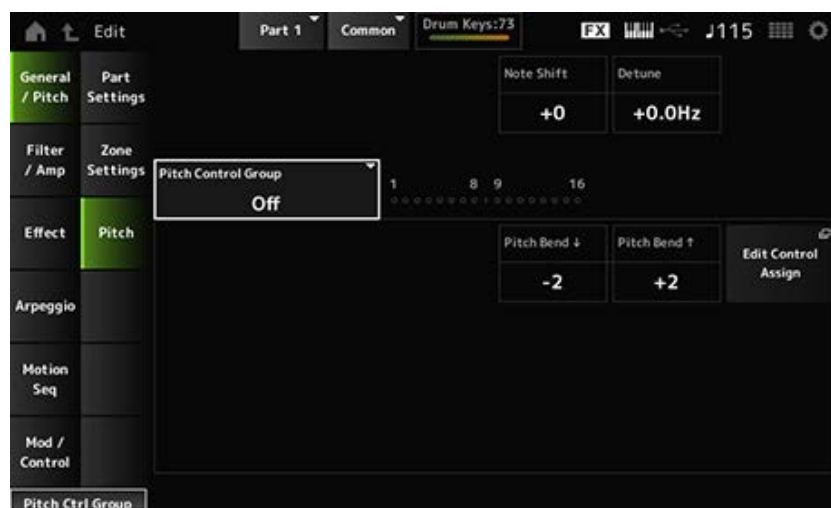 Edit
Part 1
Common
Drum Keys:73
FX
♩115
General
/ Pitch
Part
Settings
Note Shift
+0
Detune
+0.0Hz
Filter
/ Amp
Zone
Settings
Pitch Control Group
Off
1 8 9 16
Effect
Pitch
Pitch Bend ↓
-2
Pitch Bend ↑
+2
Edit Control
Assign
Arpeggio
Motion
Seq
Mod /
Control
Pitch Ctrl Group